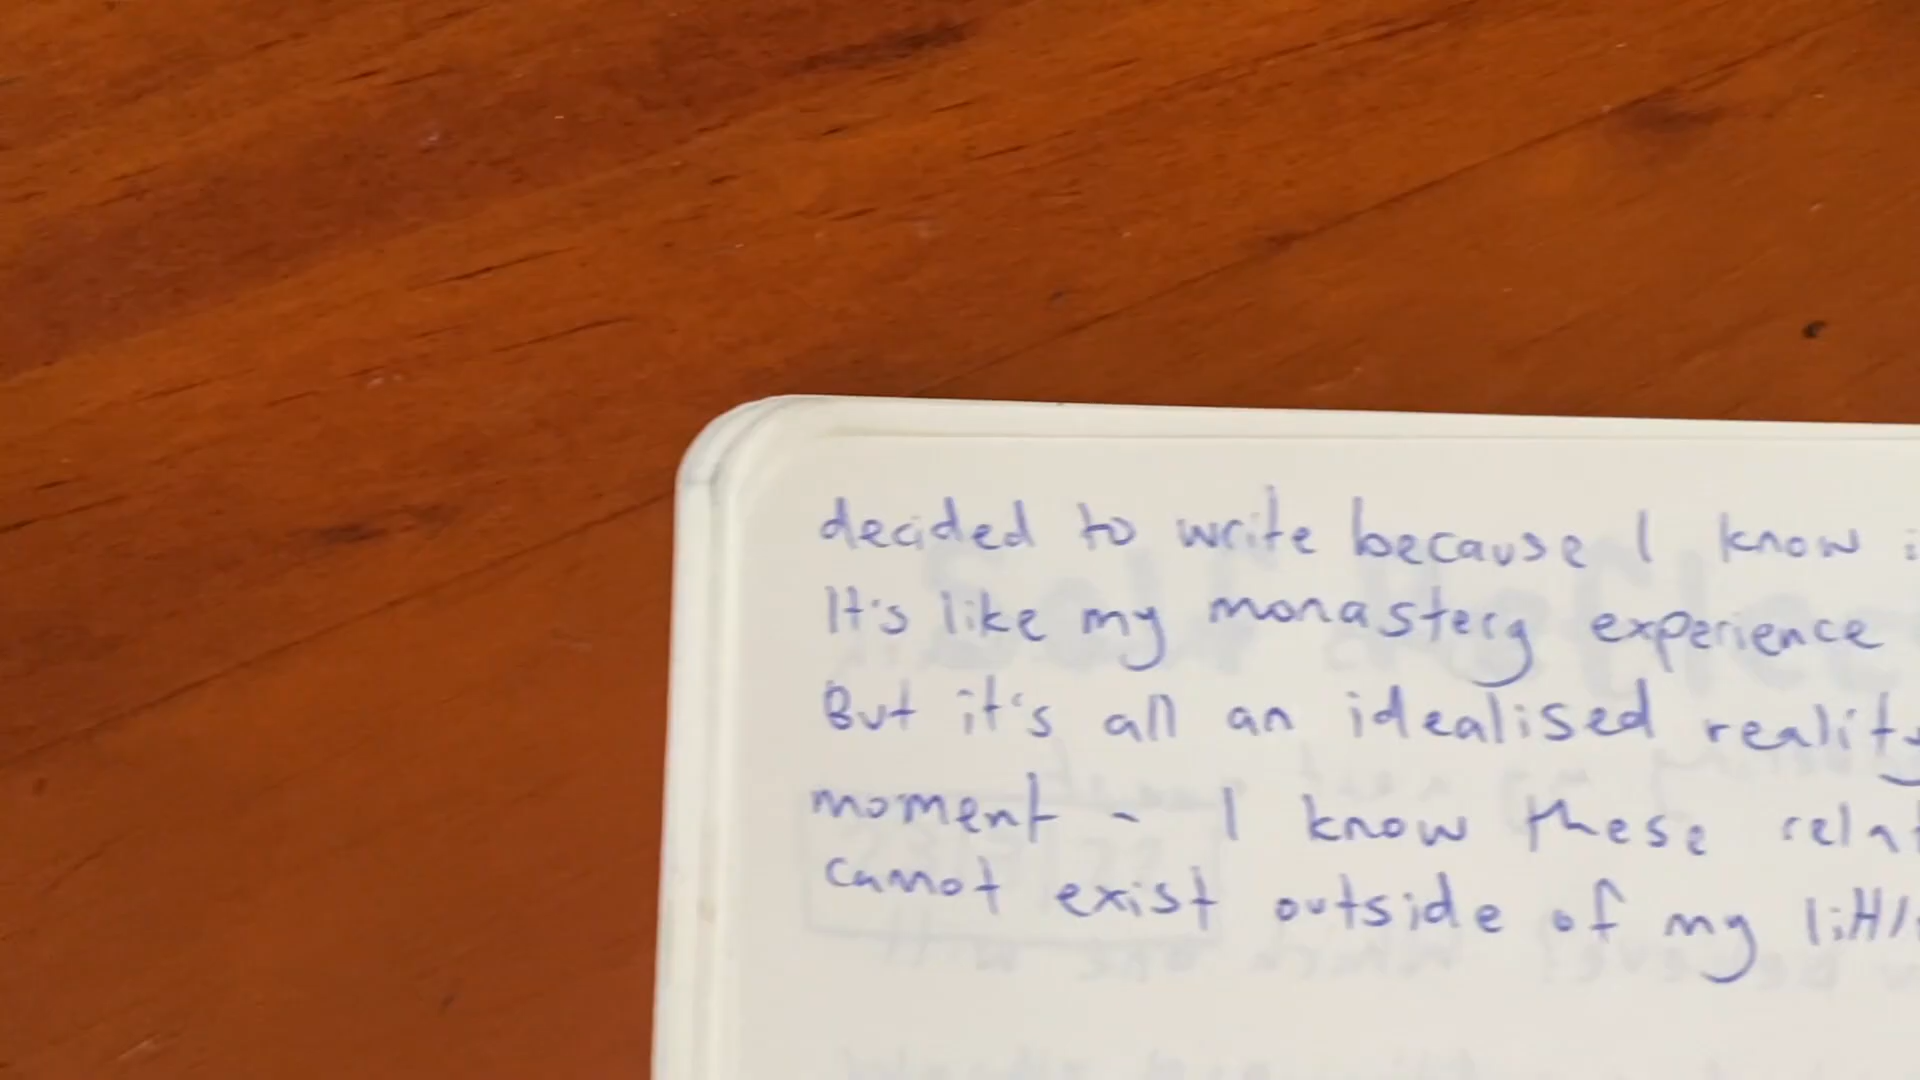 decided to write because I know
It's like my monastery experience
But it's all an idealised reality
moment - I know these
cannot exist outside of my